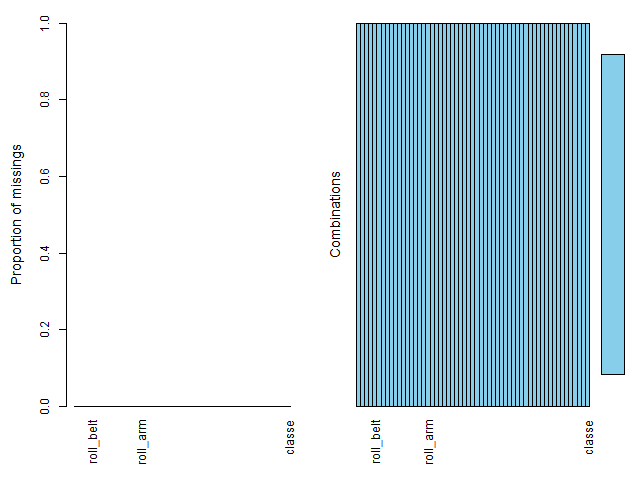 Proportion of missings
1.0
0.8
0.6
0.4
0.2
0.0
roll_belt
roll_arm
classe
Combinations
roll_belt
roll_arm
classe